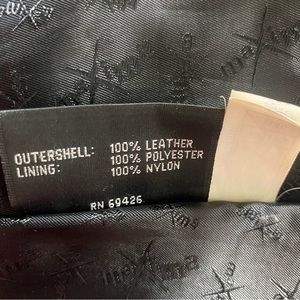 OUTERSHELL: 100% LEATHER
100% POLYESTER
LINING: 100% NYLON
RN 69426